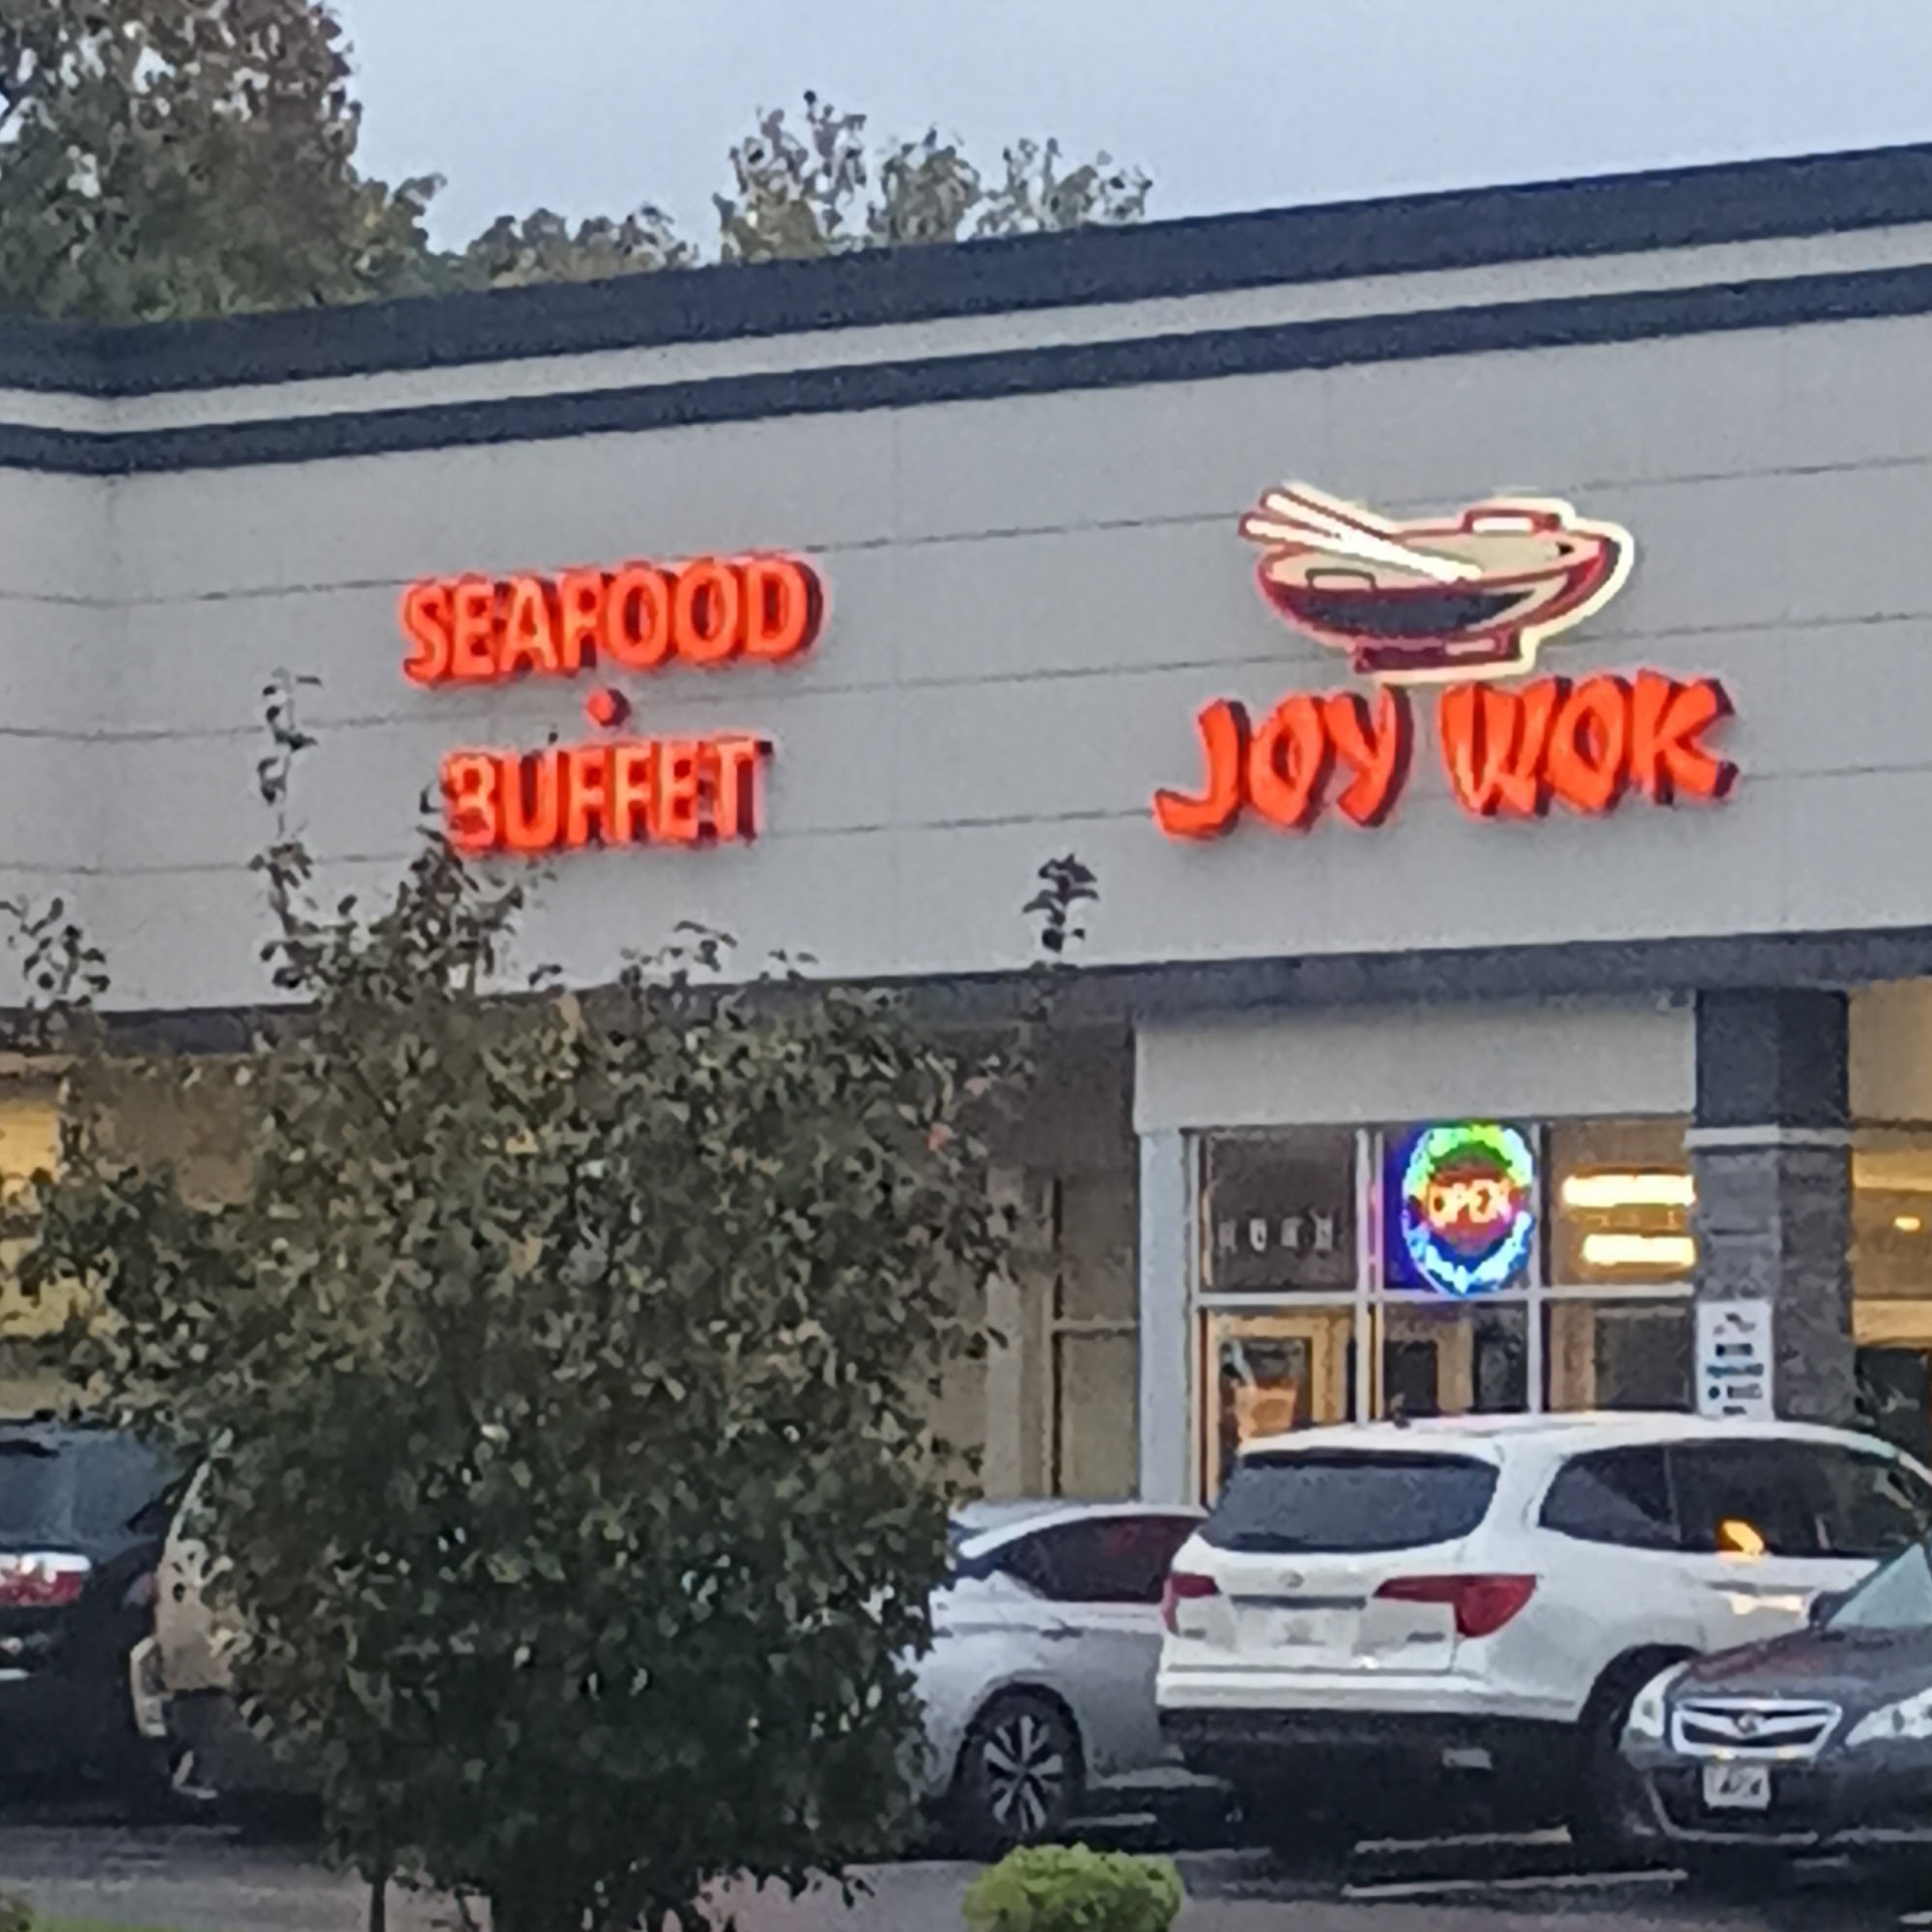 SEAFOOD
•
BUFFET
JOY WOK
OPEN